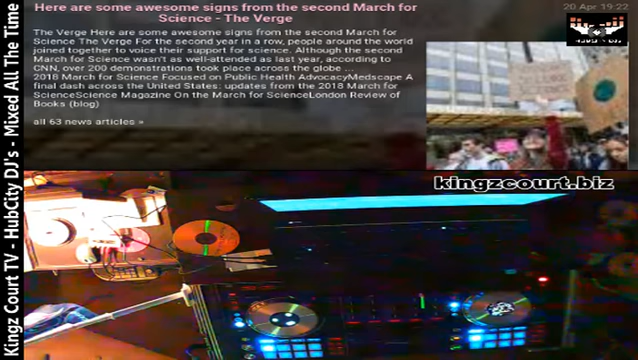 Here are some awesome signs from the second March for
Science - The Verge
20 Apr 19:22
The Verge Here are some awesome signs from the second March for
Science The Verge For the second year in a row, people around the world
joined together to voice their support for science. Although the second
March for Science wasn't as well-attended as last year, according to
CNN, over 200 demonstrations took place across the globe ...
2018 March for Science Focused on Public Health AdvocacyMedscape A
final dash across the United States: updates from the 2018 March for
ScienceScience Magazine On the March for ScienceLondon Review of
Books (blog)
all 63 news articles »
kingzcourt.biz
Kingz Court TV - HubCity DJ's - Mixed All The Time